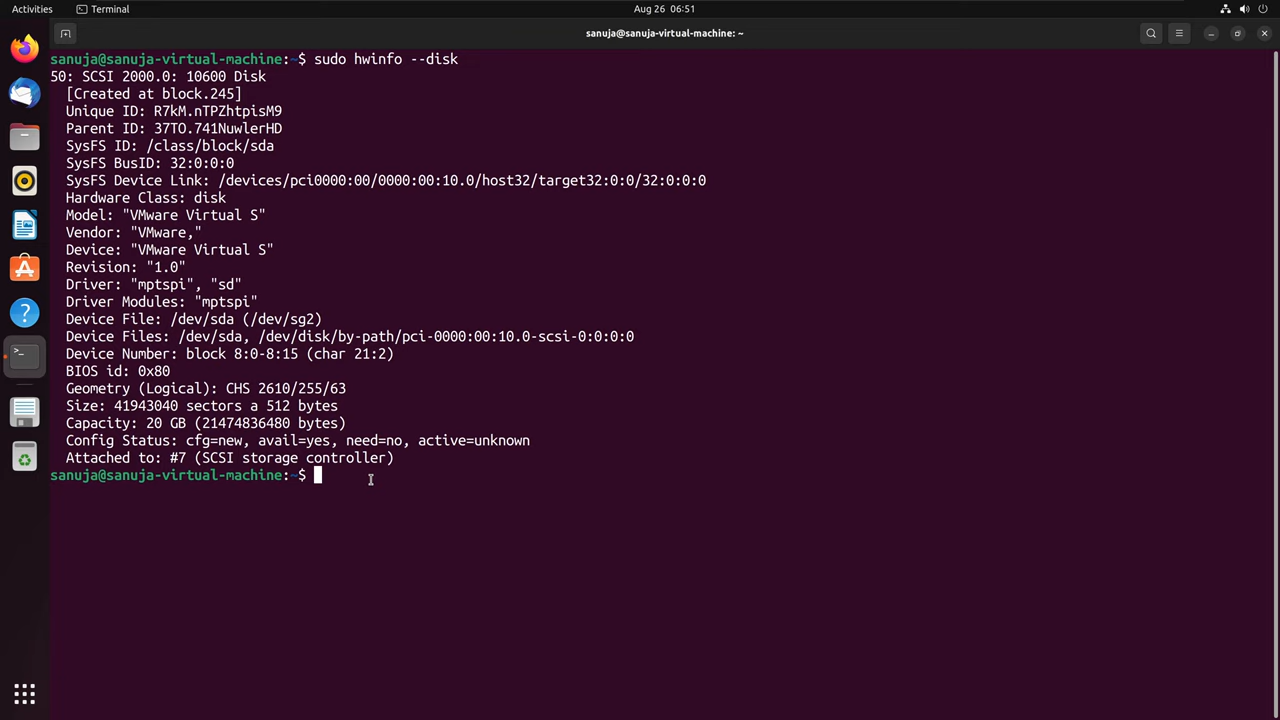 Activities Terminal Aug 26 06:51
sanuja@sanuja-virtual-machine: ~
sanuja@sanuja-virtual-machine:~$ sudo hwinfo --disk
50: SCSI 2000.0: 10600 Disk
[Created at block.245]
Unique ID: R7kM.nTPZhtpisM9
Parent ID: 37TO.741NuwlerHD
SysFS ID: /class/block/sda
SysFS BusID: 32:0:0:0
SysFS Device Link: /devices/pci0000:00/0000:00:10.0/host32/target32:0:0/32:0:0:0
Hardware Class: disk
Model: "VMware Virtual S"
Vendor: "VMware,"
Device: "VMware Virtual S"
Revision: "1.0"
Driver: "mptspi", "sd"
Driver Modules: "mptspi"
Device File: /dev/sda (/dev/sg2)
Device Files: /dev/sda, /dev/disk/by-path/pci-0000:00:10.0-scsi-0:0:0:0
Device Number: block 8:0-8:15 (char 21:2)
BIOS id: 0x80
Geometry (Logical): CHS 2610/255/63
Size: 41943040 sectors a 512 bytes
Capacity: 20 GB (21474836480 bytes)
Config Status: cfg=new, avail=yes, need=no, active=unknown
Attached to: #7 (SCSI storage controller)
sanuja@sanuja-virtual-machine:~$